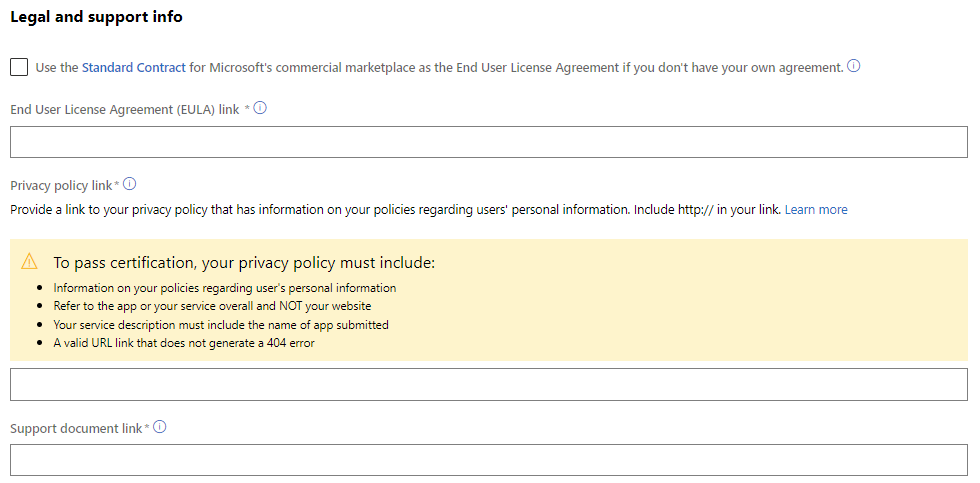 Legal and support info
Use the Standard Contract for Microsoft's commercial marketplace as the End User License Agreement if you don't have your own agreement.
End User License Agreement (EULA) link *
Privacy policy link*
Provide a link to your privacy policy that has information on your policies regarding users' personal information. Include http:// in your link. Learn more
To pass certification, your privacy policy must include:
• Information on your policies regarding user's personal information
• Refer to the app or your service overall and NOT your website
• Your service description must include the name of app submitted
• A valid URL link that does not generate a 404 error
Support document link*